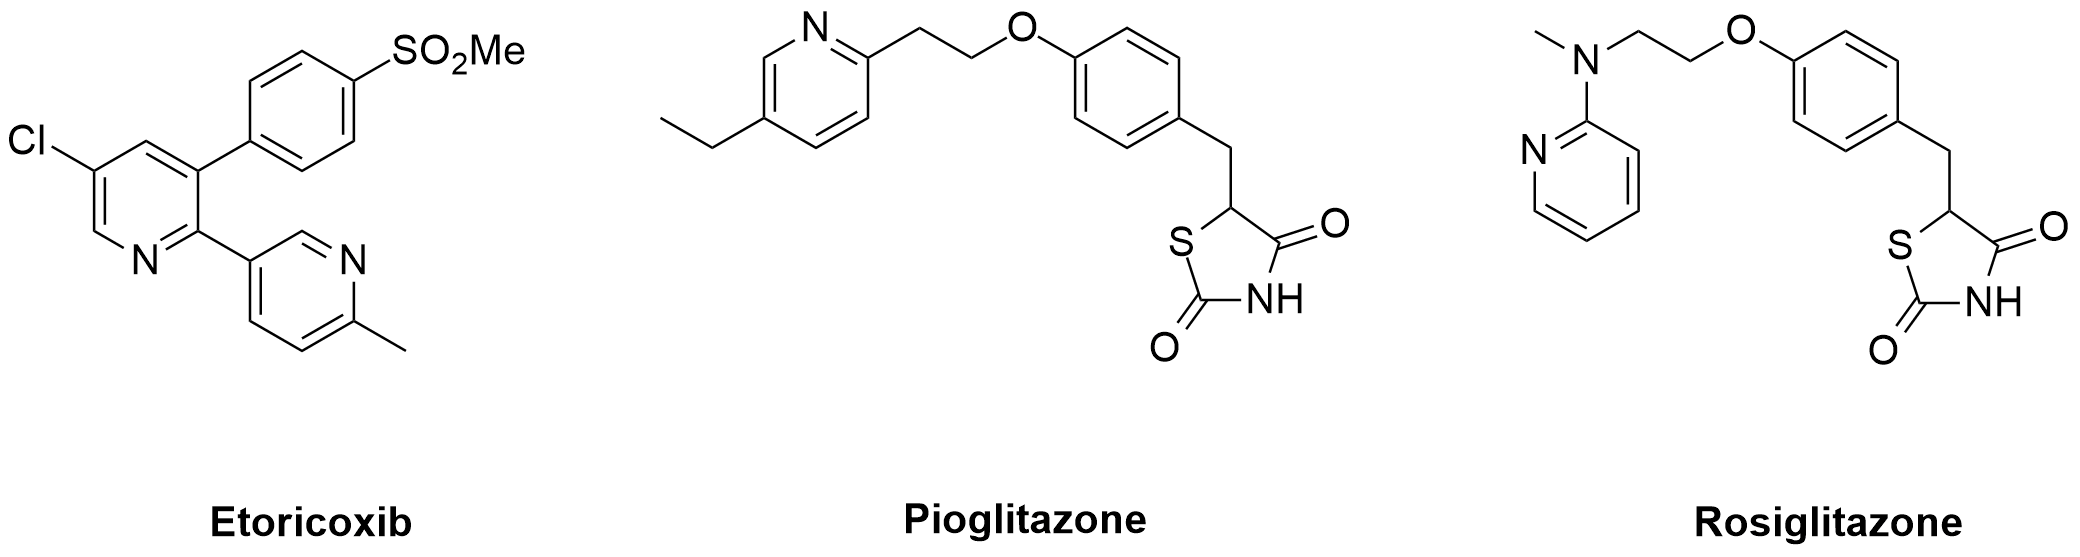 SO2Me
Cl
N
N
N
O
S
O
NH
O
N
O
N
S
O
NH
O
Etoricoxib
Pioglitazone
Rosiglitazone